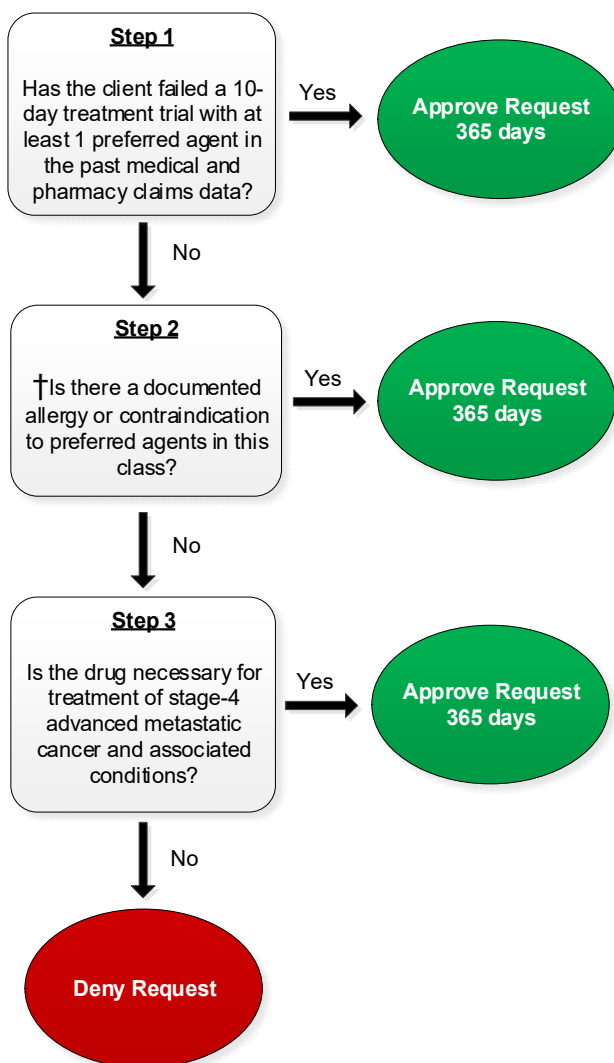 Step 1
Has the client failed a 10-
day treatment trial with at
least 1 preferred agent in
the past medical and
pharmacy claims data?
Yes
Approve Request
365 days
No
Step 2
†Is there a documented
allergy or contraindication
to preferred agents in this
class?
Yes
Approve Request
365 days
No
Step 3
Is the drug necessary for
treatment of stage-4
advanced metastatic
cancer and associated
conditions?
Yes
Approve Request
365 days
No
Deny Request